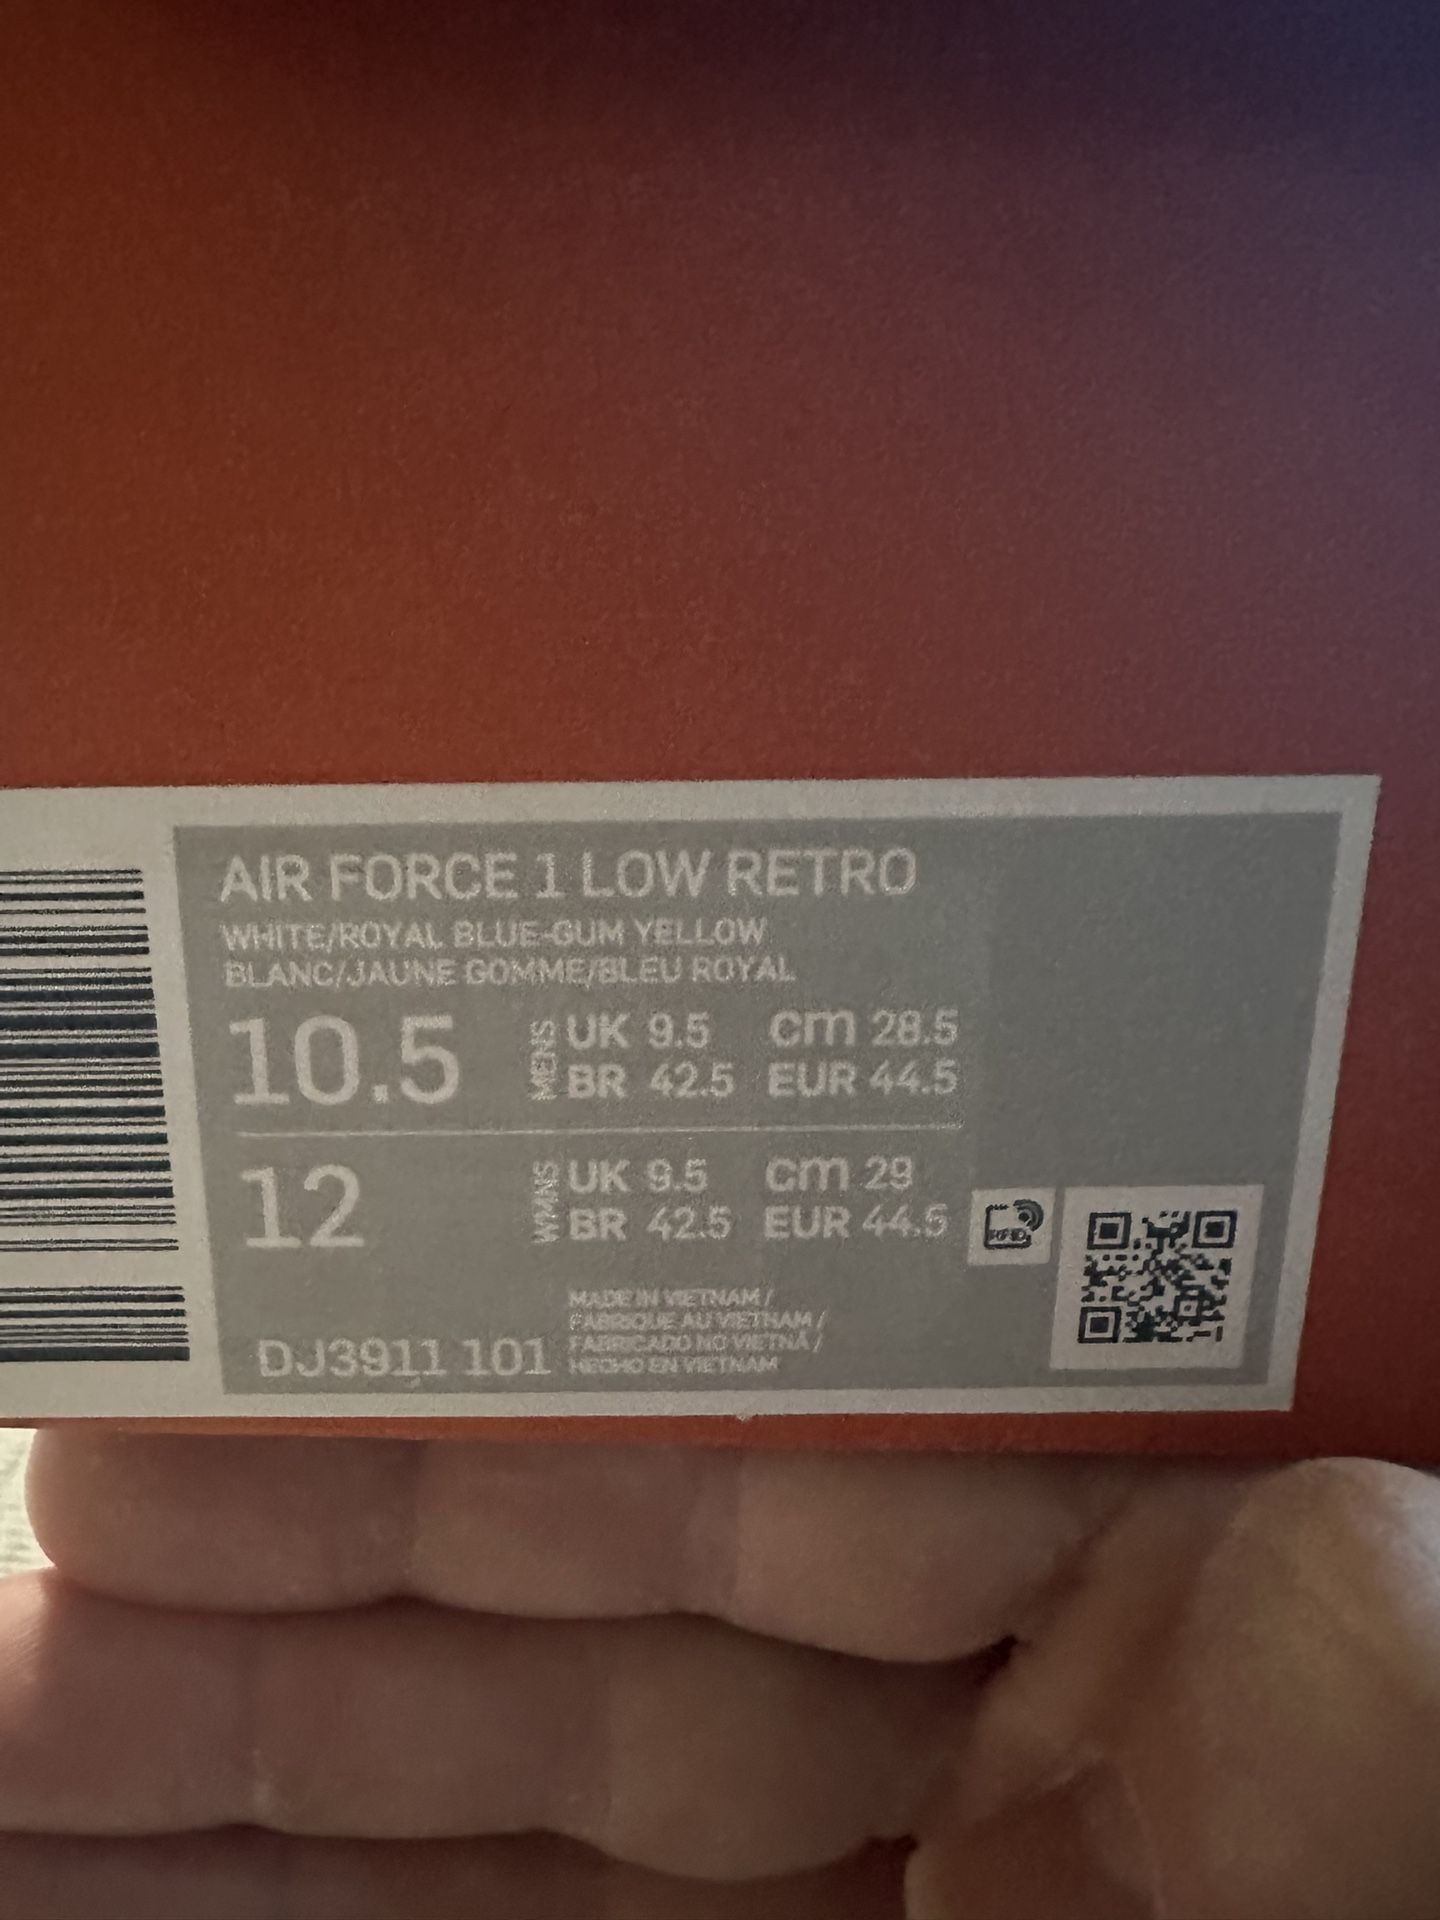 AIR FORCE 1 LOW RETRO
WHITE/ROYAL BLUE-GUM YELLOW
BLANC/JAUNE GOMME/BLEU ROYAL
10.5 MENS UK 9.5 cm 28.5
BR 42.5 EUR 44.5
12 WMNS UK 9.5 cm 29
BR 42.5 EUR 44.5
RFID
MADE IN VIETNAM /
FABRIQUE AU VIETNAM /
FABRICADO NO VIETNÃ /
HECHO EN VIETNAM
DJ3911 101